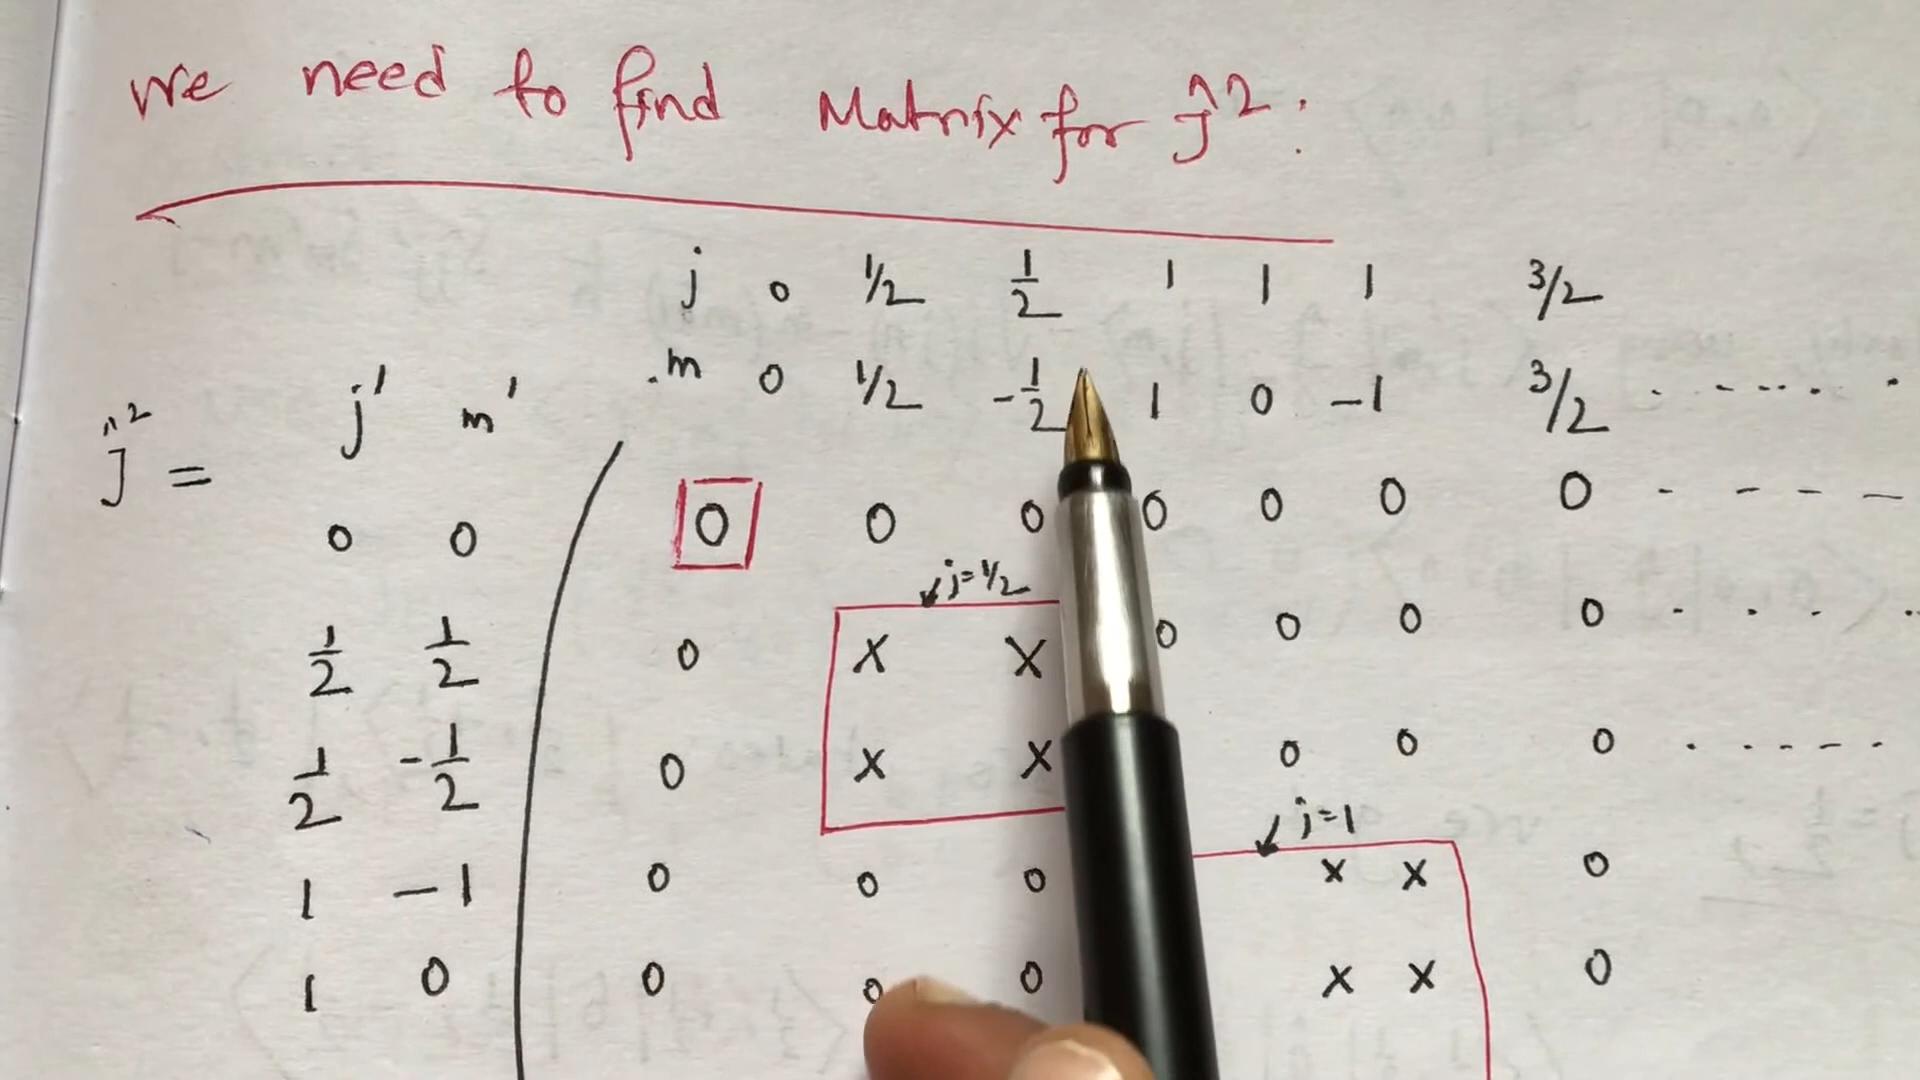 We need to find Matrix for Ĵ²:
j 0 1/2 1/2 1 1 1 3/2
Ĵ² = j' m' m 0 1/2 -1/2 1 0 -1 3/2 . - - ... .
0 0 0 0 0 0 0 0 0 - - - - -
j=1/2
1/2 1/2 0 X X 0 0 0 0 . . . . .
1/2 -1/2 0 X X 0 0 0 . - - - - .
j=1
1 -1 0 0 0 x x 0
1 0 0 0 0 x x 0